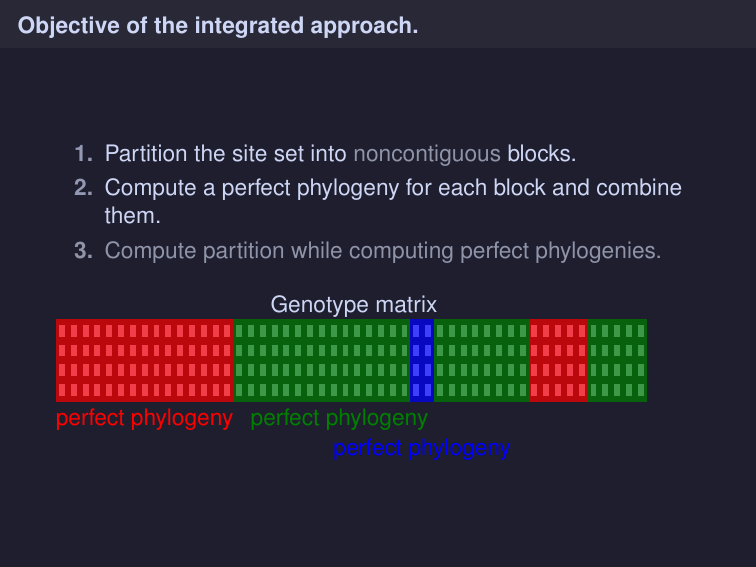 Objective of the integrated approach.
1. Partition the site set into noncontiguous blocks.
2. Compute a perfect phylogeny for each block and combine
them.
3. Compute partition while computing perfect phylogenies.
Genotype matrix
perfect phylogeny perfect phylogeny
perfect phylogeny